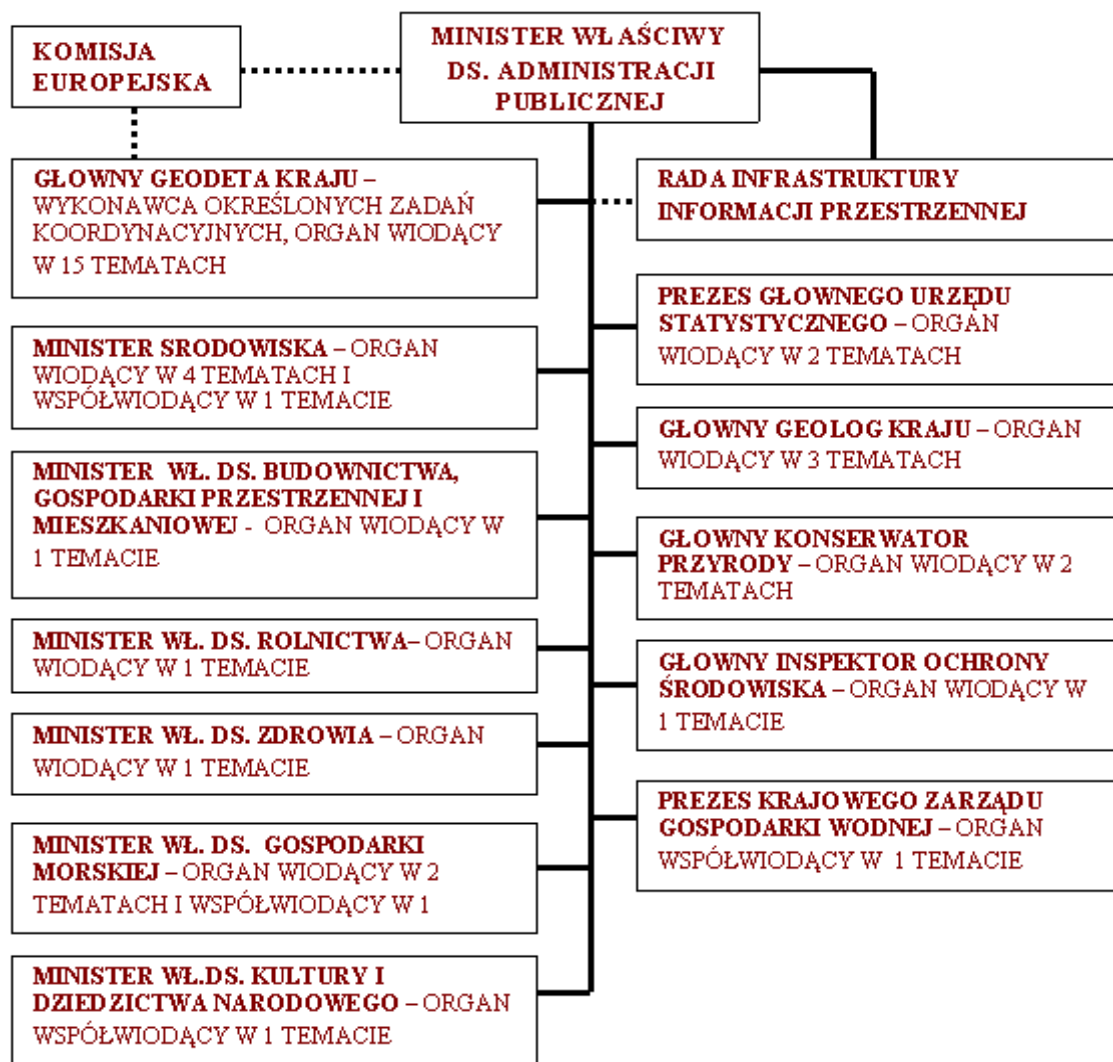 KOMISJA
EUROPEJSKA
MINISTER WŁAŚCIWY
DS. ADMINISTRACJI
PUBLICZNEJ
GŁOWNY GEODETA KRAJU –
WYKONAWCA OKREŚLONYCH ZADAŃ
KOORDYNACYJNYCH, ORGAN WIODĄCY
W 15 TEMATACH
RADA INFRASTRUKTURY
INFORMACJI PRZESTRZENNEJ
MINISTER SRODOWISKA – ORGAN
WIODĄCY W 4 TEMATACH I
WSPÓŁWIODĄCY W 1 TEMACIE
PREZES GŁOWNEGO URZĘDU
STATYSTYCZNEGO – ORGAN
WIODĄCY W 2 TEMATACH
MINISTER WŁ. DS. BUDOWNICTWA,
GOSPODARKI PRZESTRZENNEJ I
MIESZKANIOWEJ - ORGAN WIODĄCY W
1 TEMACIE
GŁOWNY GEOLOG KRAJU – ORGAN
WIODĄCY W 3 TEMATACH
GŁOWNY KONSERWATOR
PRZYRODY – ORGAN WIODĄCY W 2
TEMATACH
MINISTER WŁ. DS. ROLNICTWA– ORGAN
WIODĄCY W 1 TEMACIE
GŁOWNY INSPEKTOR OCHRONY
ŚRODOWISKA – ORGAN WIODĄCY W
1 TEMACIE
MINISTER WŁ. DS. ZDROWIA – ORGAN
WIODĄCY W 1 TEMACIE
PREZES KRAJOWEGO ZARZĄDU
GOSPODARKI WODNEJ – ORGAN
WSPÓŁWIODĄCY W 1 TEMACIE
MINISTER WŁ. DS. GOSPODARKI
MORSKIEJ – ORGAN WIODĄCY W 2
TEMATACH I WSPÓŁWIODĄCY W 1
MINISTER WŁ.DS. KULTURY I
DZIEDZICTWA NARODOWEGO – ORGAN
WSPÓŁWIODĄCY W 1 TEMACIE